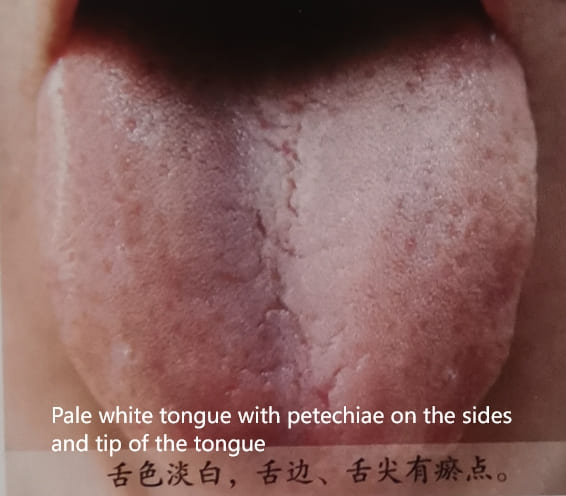 Pale white tongue with petechiae on the sides
and tip of the tongue
舌色淡白，舌边、舌尖有瘀点。